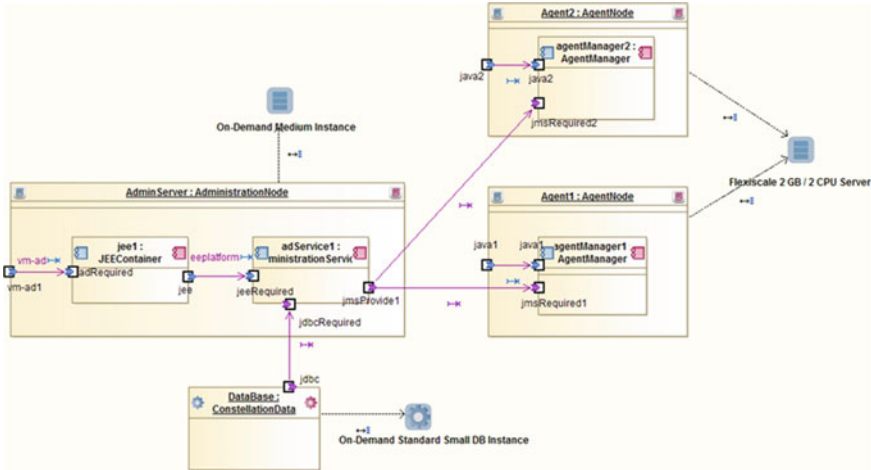 Agent2 : AgentNode
agentManager2 :
AgentManager
java2
java2
jmsRequired2
On-Demand Medium Instance
Flexiscale 2 GB / 2 CPU Server
AdminServer : AdministrationNode
Agent1 : AgentNode
jee1 :
JEEContainer
adService1 :
ministrationServic
vm-ad
adRequired
vm-ad1
eeplatform
jee
jeeRequired
jmsProvide1
java1
java1
agentManager1
AgentManager
jmsRequired1
jdbcRequired
jdbc
DataBase :
ConstellationData
On-Demand Standard Small DB Instance